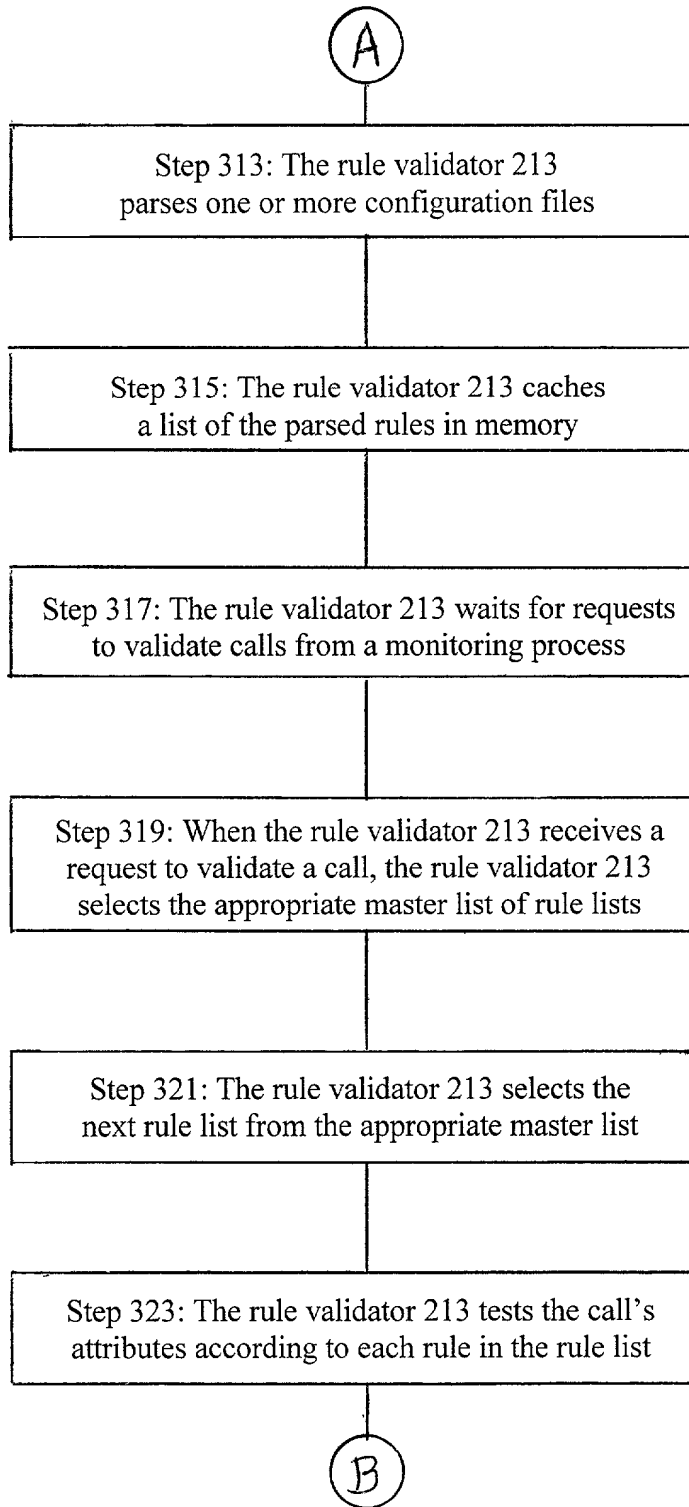 A
Step 313: The rule validator 213
parses one or more configuration files
Step 315: The rule validator 213 caches
a list of the parsed rules in memory
Step 317: The rule validator 213 waits for requests
to validate calls from a monitoring process
Step 319: When the rule validator 213 receives a
request to validate a call, the rule validator 213
selects the appropriate master list of rule lists
Step 321: The rule validator 213 selects the
next rule list from the appropriate master list
Step 323: The rule validator 213 tests the call’s
attributes according to each rule in the rule list
B